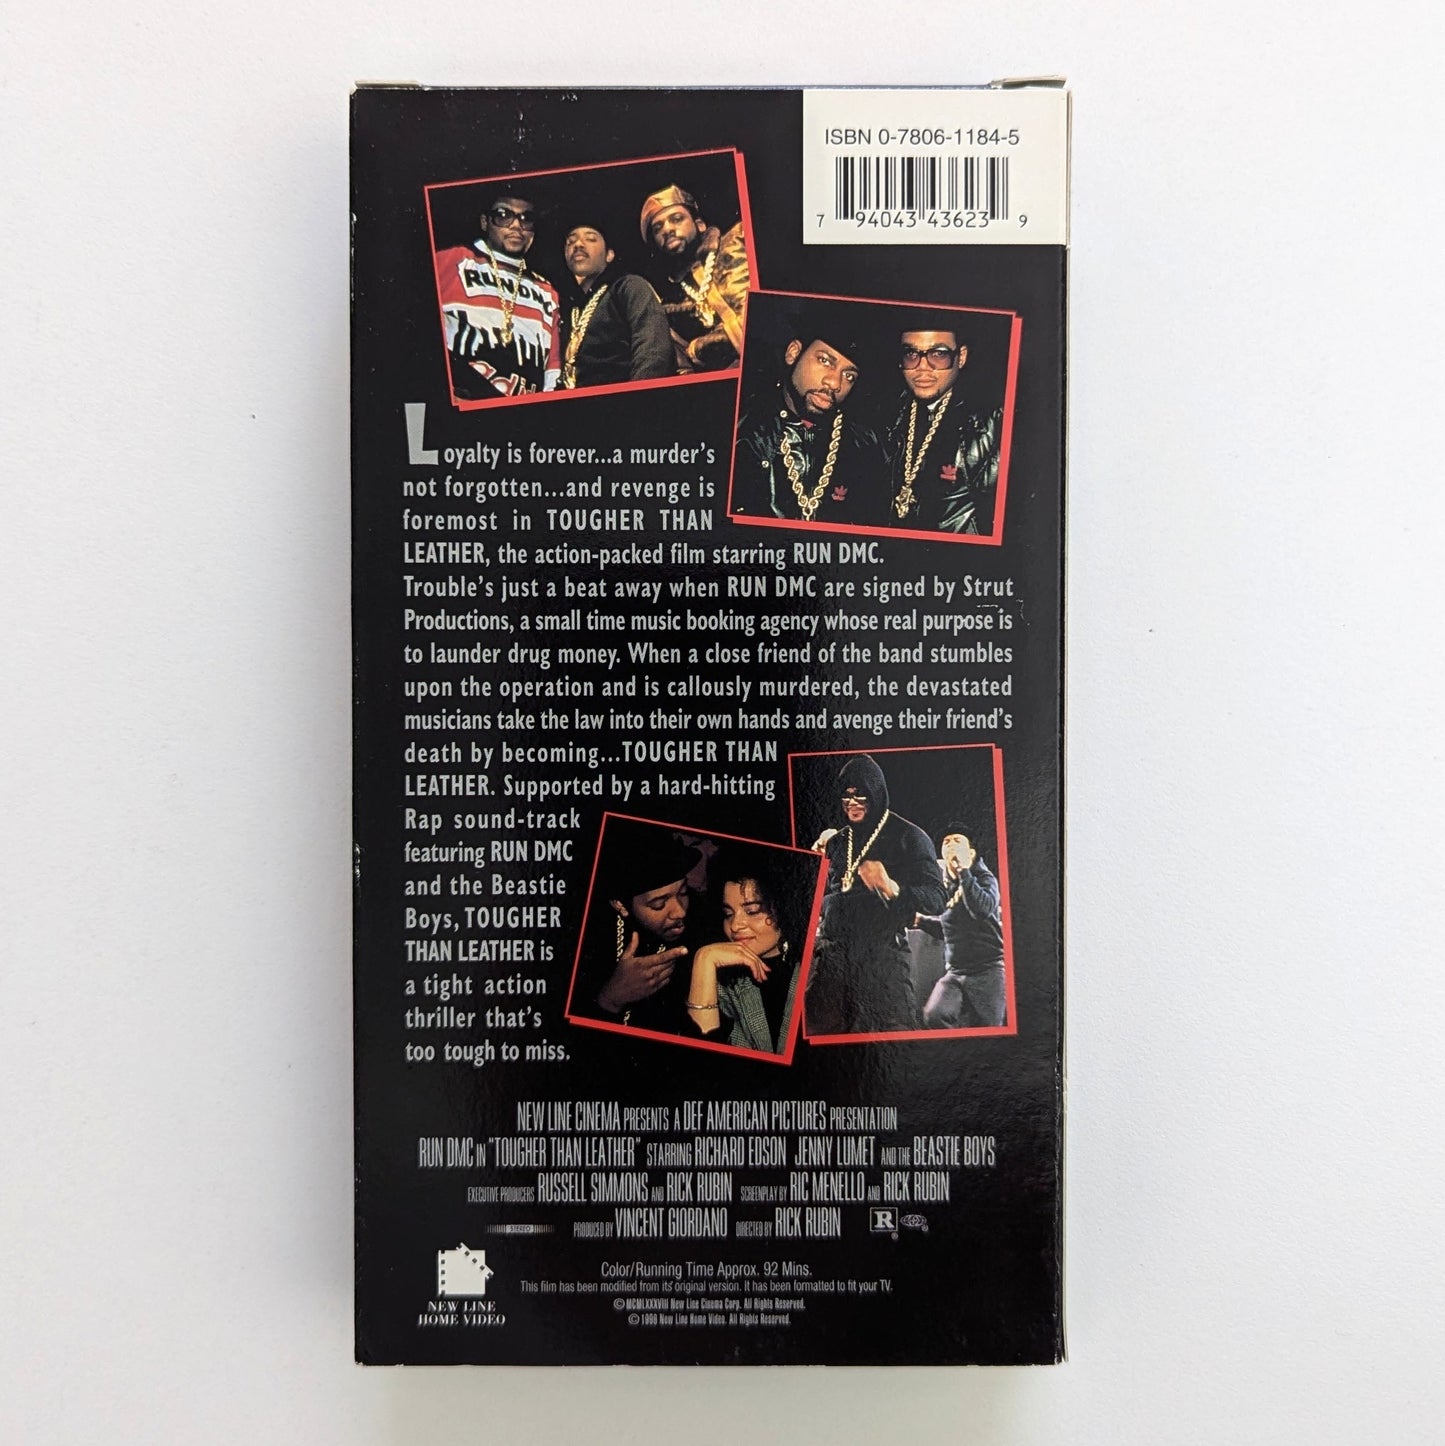 ISBN 0-7806-1184-5
7 94043 43623 9
RUN DMC
Loyalty is forever...a murder's
not forgotten...and revenge is
foremost in TOUGHER THAN
LEATHER, the action-packed film starring RUN DMC.
Trouble's just a beat away when RUN DMC are signed by Strut
Productions, a small time music booking agency whose real purpose is
to launder drug money. When a close friend of the band stumbles
upon the operation and is callously murdered, the devastated
musicians take the law into their own hands and avenge their friend's
death by becoming...TOUGHER THAN
LEATHER. Supported by a hard-hitting
Rap sound-track
featuring RUN DMC
and the Beastie
Boys, TOUGHER
THAN LEATHER is
a tight action
thriller that's
too tough to miss.
NEW LINE CINEMA PRESENTS A DEF AMERICAN PICTURES PRESENTATION
RUN DMC IN "TOUGHER THAN LEATHER" STARRING RICHARD EDSON JENNY LUMET AND THE BEASTIE BOYS
EXECUTIVE PRODUCERS RUSSELL SIMMONS AND RICK RUBIN SCREENPLAY BY RIC MENELLO AND RICK RUBIN
STEREO PRODUCED BY VINCENT GIORDANO DIRECTED BY RICK RUBIN R ®
Color/Running Time Approx. 92 Mins.
This film has been modified from its original version. It has been formatted to fit your TV.
© MCMLXXXVIII New Line Cinema Corp. All Rights Reserved.
© 1998 New Line Home Video. All Rights Reserved.
NEW LINE
HOME VIDEO